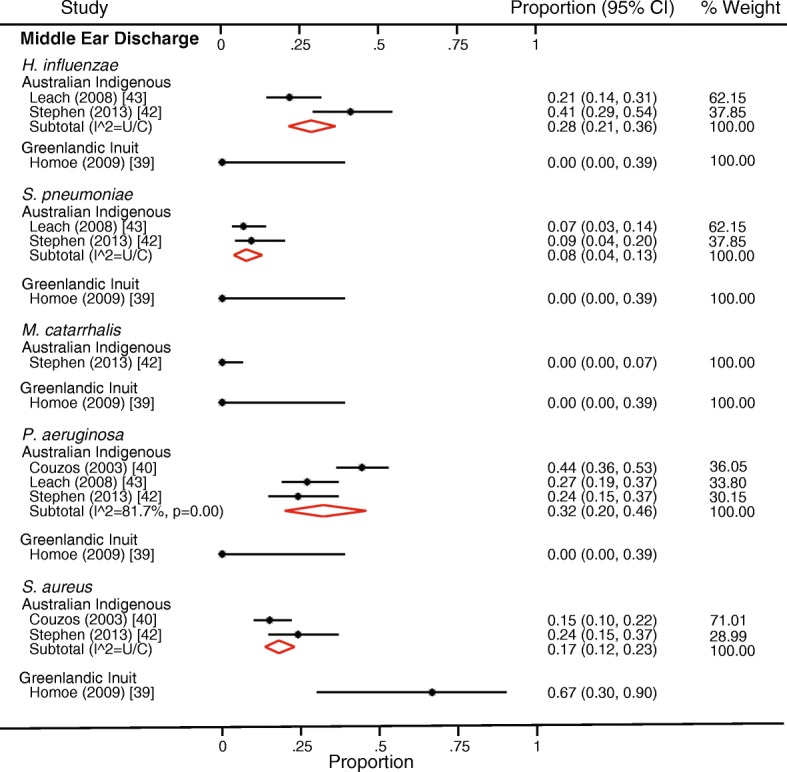 Study Proportion (95% CI) % Weight
Middle Ear Discharge 0 .25 .5 .75 1
H. influenzae
Australian Indigenous
Leach (2008) [43] 0.21 (0.14, 0.31) 62.15
Stephen (2013) [42] 0.41 (0.29, 0.54) 37.85
Subtotal (I^2=U/C) 0.28 (0.21, 0.36) 100.00
Greenlandic Inuit
Homoe (2009) [39] 0.00 (0.00, 0.39) 100.00
S. pneumoniae
Australian Indigenous
Leach (2008) [43] 0.07 (0.03, 0.14) 62.15
Stephen (2013) [42] 0.09 (0.04, 0.20) 37.85
Subtotal (I^2=U/C) 0.08 (0.04, 0.13) 100.00
Greenlandic Inuit
Homoe (2009) [39] 0.00 (0.00, 0.39) 100.00
M. catarrhalis
Australian Indigenous
Stephen (2013) [42] 0.00 (0.00, 0.07) 100.00
Greenlandic Inuit
Homoe (2009) [39] 0.00 (0.00, 0.39) 100.00
P. aeruginosa
Australian Indigenous
Couzos (2003) [40] 0.44 (0.36, 0.53) 36.05
Leach (2008) [43] 0.27 (0.19, 0.37) 33.80
Stephen (2013) [42] 0.24 (0.15, 0.37) 30.15
Subtotal (I^2=81.7%, p=0.00) 0.32 (0.20, 0.46) 100.00
Greenlandic Inuit
Homoe (2009) [39] 0.00 (0.00, 0.39) 100.00
S. aureus
Australian Indigenous
Couzos (2003) [40] 0.15 (0.10, 0.22) 71.01
Stephen (2013) [42] 0.24 (0.15, 0.37) 28.99
Subtotal (I^2=U/C) 0.17 (0.12, 0.23) 100.00
Greenlandic Inuit
Homoe (2009) [39] 0.67 (0.30, 0.90) 100.00
0 .25 .5 .75 1
Proportion